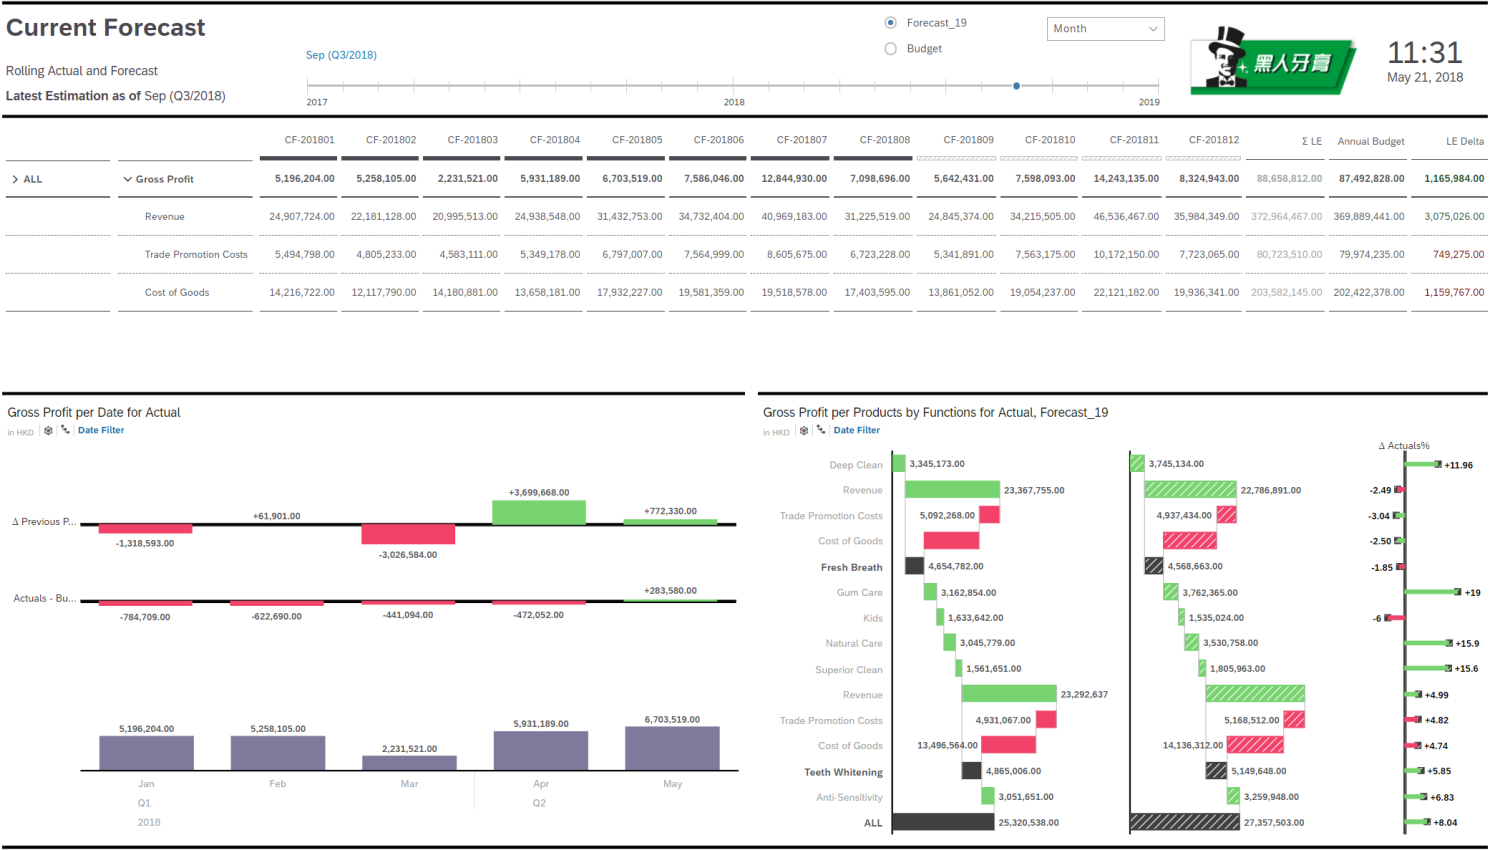 Current Forecast
Forecast_19
Month
Budget
Sep (Q3/2018)
Rolling Actual and Forecast
Latest Estimation as of Sep (Q3/2018)
2017
2018
2019
黑人牙膏
11:31
May 21, 2018
CF-201801 CF-201802 CF-201803 CF-201804 CF-201805 CF-201806 CF-201807 CF-201808 CF-201809 CF-201810 CF-201811 CF-201812 Σ LE Annual Budget LE Delta
ALL Gross Profit 5,196,204.00 5,258,105.00 2,231,521.00 5,931,189.00 6,703,519.00 7,586,046.00 12,844,930.00 7,098,696.00 5,642,431.00 7,598,093.00 14,243,135.00 8,324,943.00 88,658,812.00 87,492,828.00 1,165,984.00
Revenue 24,907,724.00 22,181,128.00 20,995,513.00 24,938,548.00 31,432,753.00 34,732,404.00 40,969,183.00 31,225,519.00 24,845,374.00 34,215,505.00 46,536,467.00 35,984,349.00 372,964,467.00 369,889,441.00 3,075,026.00
Trade Promotion Costs 5,494,798.00 4,805,233.00 4,583,111.00 5,349,178.00 6,797,007.00 7,564,999.00 8,605,675.00 6,723,228.00 5,341,891.00 7,563,175.00 10,172,150.00 7,723,065.00 80,723,510.00 79,974,235.00 749,275.00
Cost of Goods 14,216,722.00 12,117,790.00 14,180,881.00 13,658,181.00 17,932,227.00 19,581,359.00 19,518,578.00 17,403,595.00 13,861,052.00 19,054,237.00 22,121,182.00 19,936,341.00 203,582,145.00 202,422,378.00 1,159,767.00
Gross Profit per Date for Actual
in HKD Date Filter
+3,699,668.00
+61,901.00
+772,330.00
Δ Previous P...
-1,318,593.00
-3,026,584.00
+283,580.00
Actuals - Bu...
-784,709.00 -622,690.00 -441,094.00 -472,052.00
5,196,204.00 5,258,105.00 2,231,521.00 5,931,189.00 6,703,519.00
Jan Feb Mar Apr May
Q1 Q2
2018
Gross Profit per Products by Functions for Actual, Forecast_19
in HKD Date Filter
Δ Actuals%
Deep Clean 3,345,173.00 3,745,134.00 +11.96
Revenue 23,367,755.00 22,786,891.00 -2.49
Trade Promotion Costs 5,092,268.00 4,937,434.00 -3.04
Cost of Goods -2.50
Fresh Breath 4,654,782.00 4,568,663.00 -1.85
Gum Care 3,162,854.00 3,762,365.00 +19
Kids 1,633,642.00 1,535,024.00 -6
Natural Care 3,045,779.00 3,530,758.00 +15.9
Superior Clean 1,561,651.00 1,805,963.00 +15.6
Revenue 23,292,637 +4.99
Trade Promotion Costs 4,931,067.00 5,168,512.00 +4.82
Cost of Goods 13,496,564.00 14,136,312.00 +4.74
Teeth Whitening 4,865,006.00 5,149,648.00 +5.85
Anti-Sensitivity 3,051,651.00 3,259,948.00 +6.83
ALL 25,320,538.00 27,357,503.00 +8.04